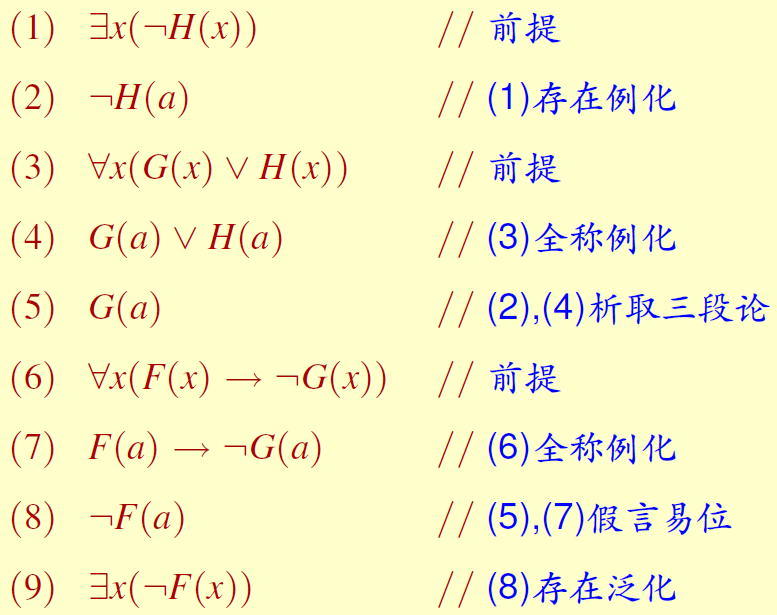 (1) ∃x(¬H(x)) // 前提
(2) ¬H(a) // (1)存在例化
(3) ∀x(G(x) ∨ H(x)) // 前提
(4) G(a) ∨ H(a) // (3)全称例化
(5) G(a) // (2),(4)析取三段论
(6) ∀x(F(x) → ¬G(x)) // 前提
(7) F(a) → ¬G(a) // (6)全称例化
(8) ¬F(a) // (5),(7)假言易位
(9) ∃x(¬F(x)) // (8)存在泛化